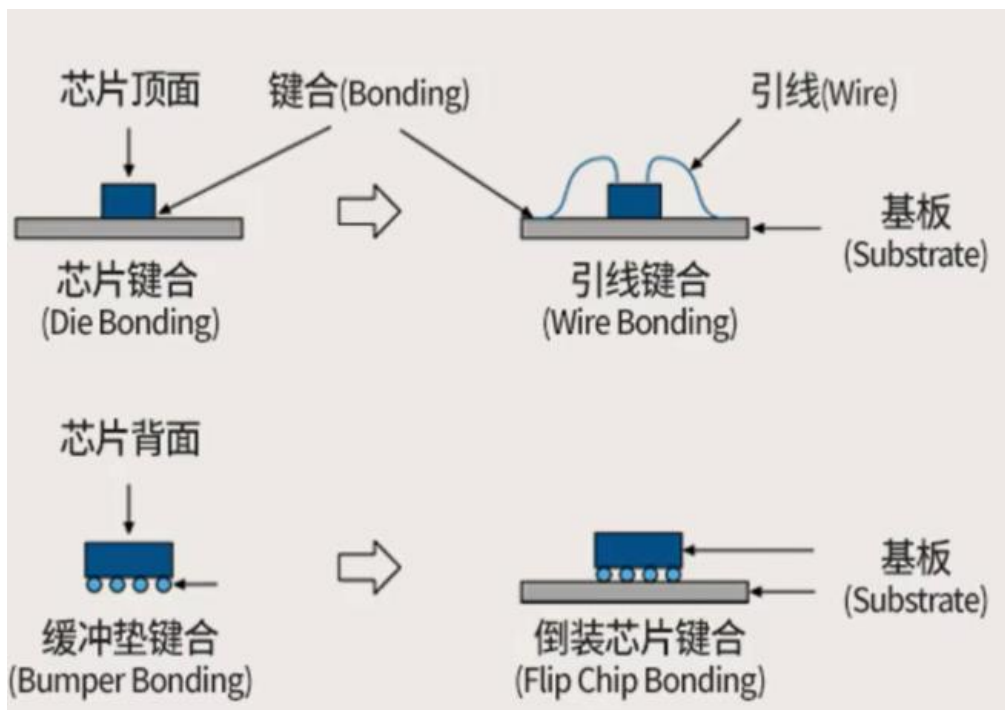 芯片顶面
键合(Bonding)
引线(Wire)
基板
(Substrate)
芯片键合
(Die Bonding)
引线键合
(Wire Bonding)
芯片背面
基板
(Substrate)
缓冲垫键合
(Bumper Bonding)
倒装芯片键合
(Flip Chip Bonding)